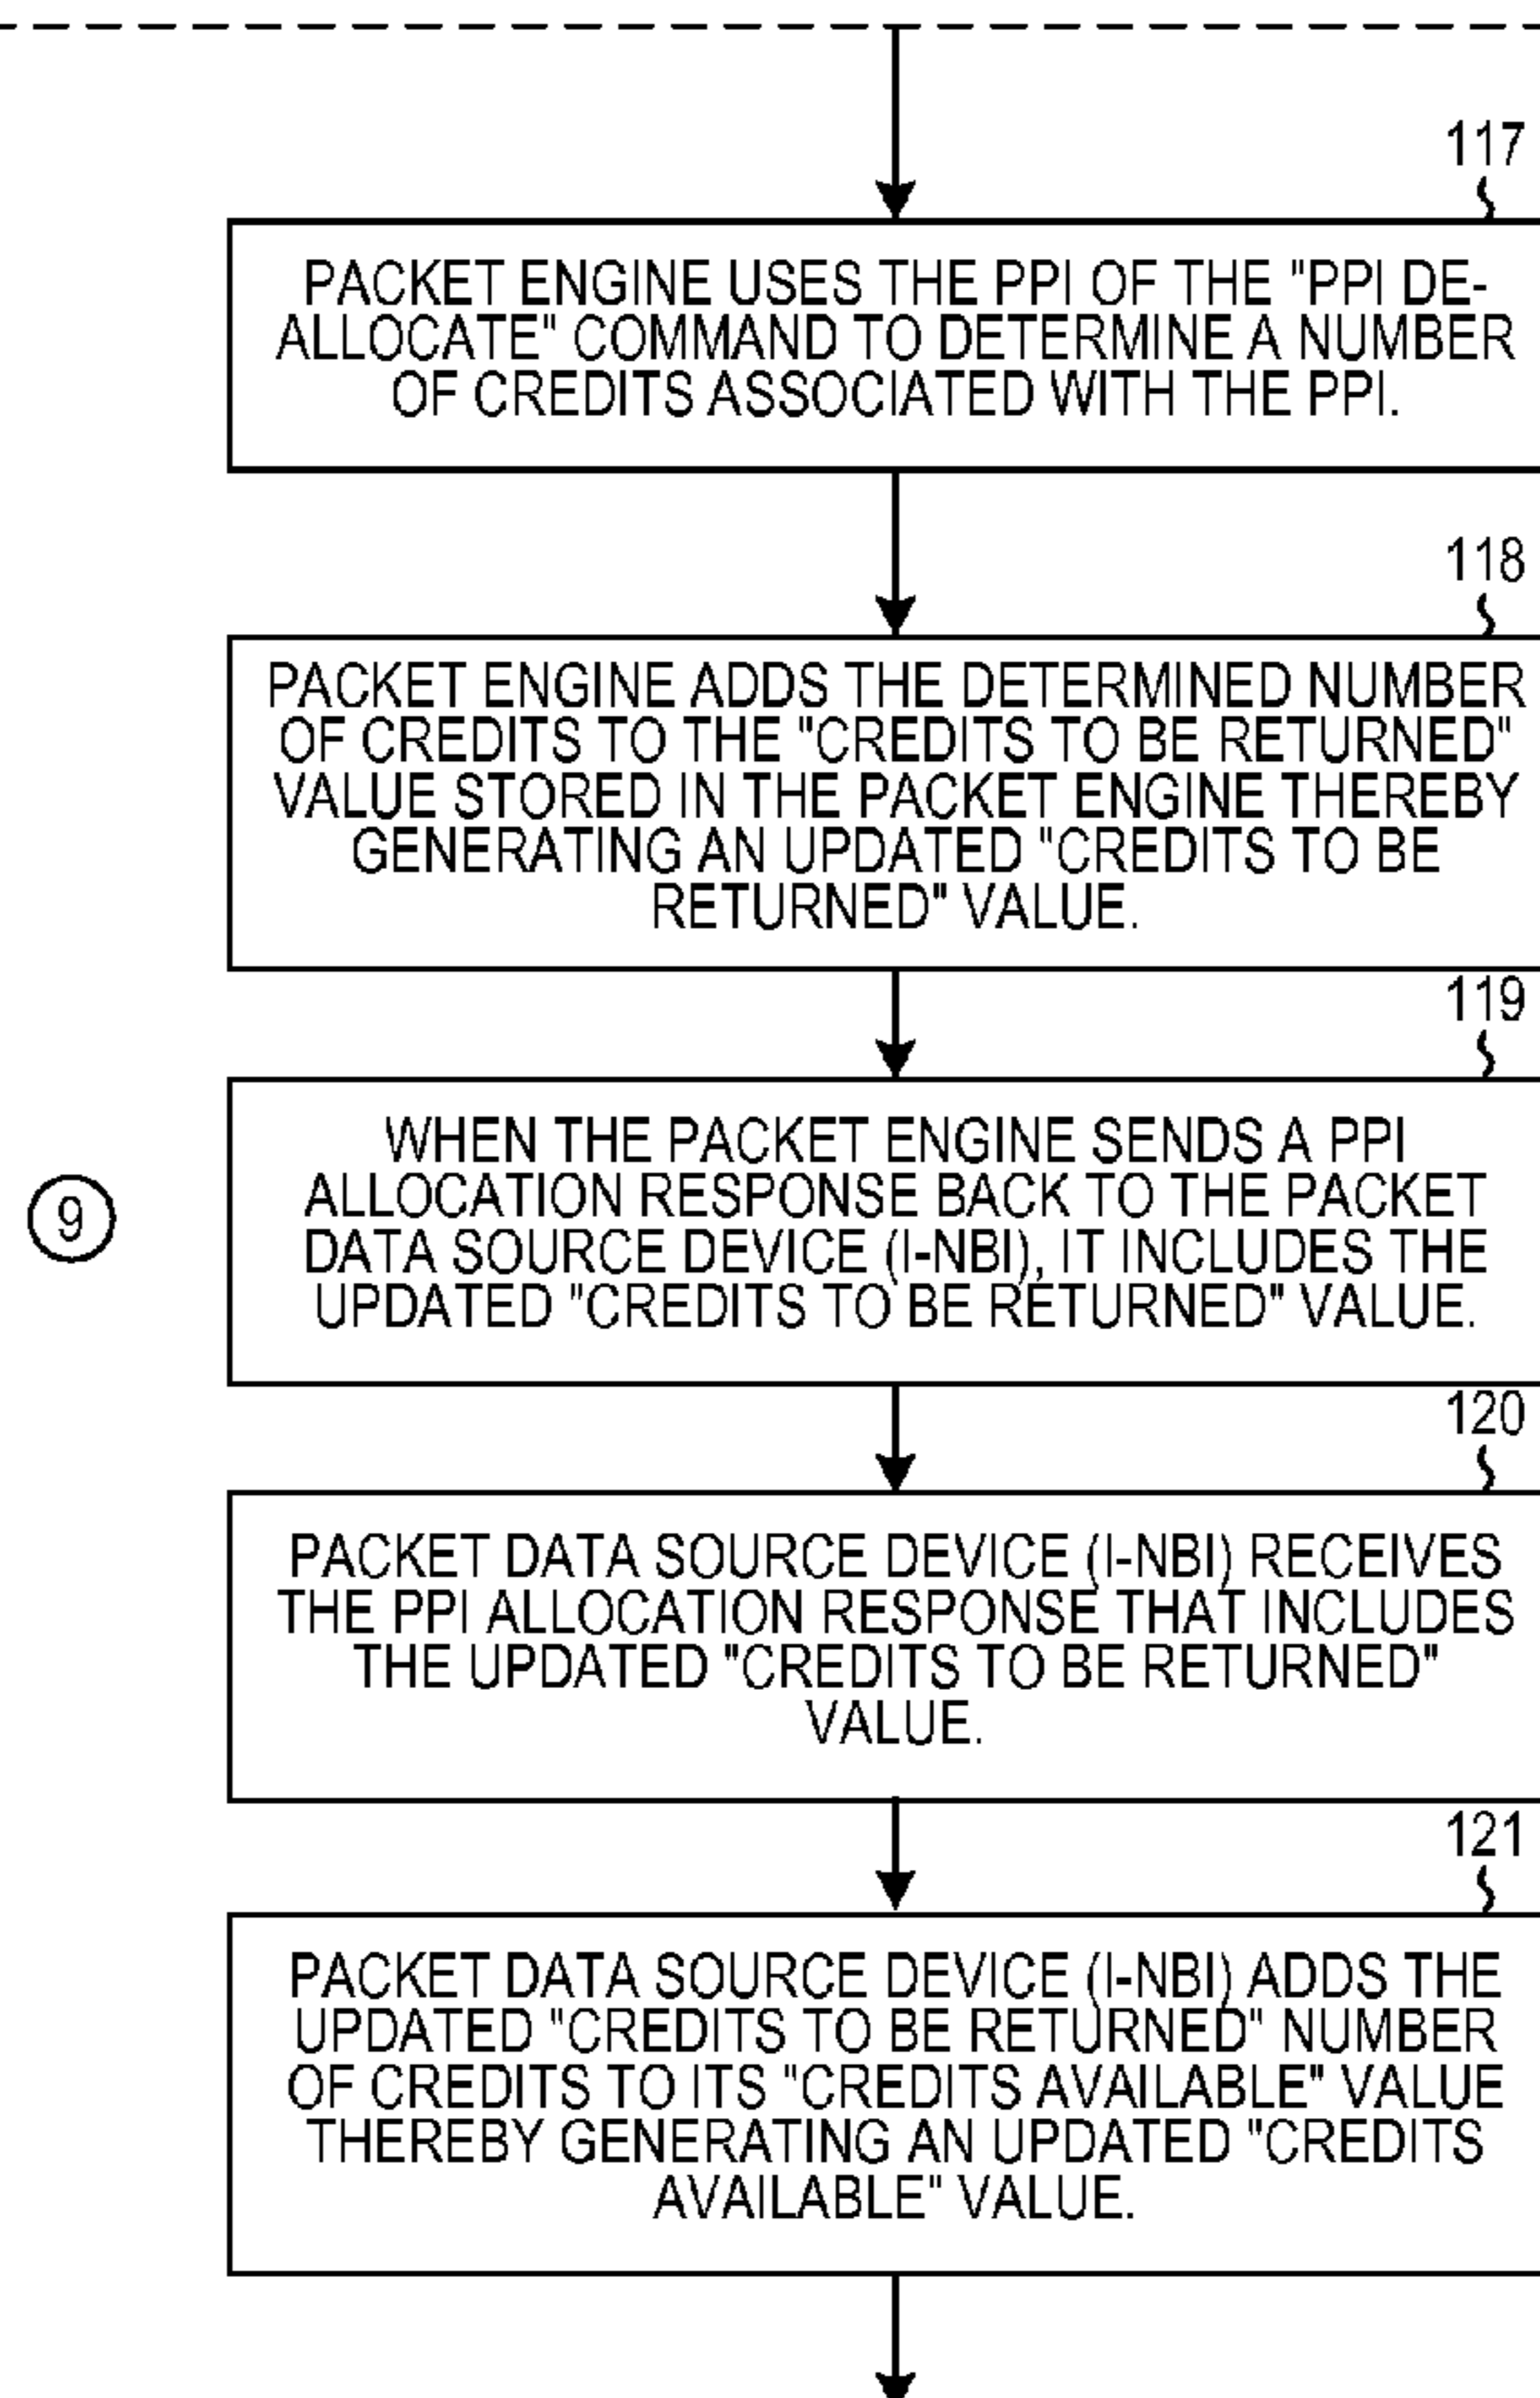 117
PACKET ENGINE USES THE PPI OF THE "PPI DE-
ALLOCATE" COMMAND TO DETERMINE A NUMBER
OF CREDITS ASSOCIATED WITH THE PPI.
118
PACKET ENGINE ADDS THE DETERMINED NUMBER
OF CREDITS TO THE "CREDITS TO BE RETURNED"
VALUE STORED IN THE PACKET ENGINE THEREBY
GENERATING AN UPDATED "CREDITS TO BE
RETURNED" VALUE.
119
9
WHEN THE PACKET ENGINE SENDS A PPI
ALLOCATION RESPONSE BACK TO THE PACKET
DATA SOURCE DEVICE (I-NBI), IT INCLUDES THE
UPDATED "CREDITS TO BE RETURNED" VALUE.
120
PACKET DATA SOURCE DEVICE (I-NBI) RECEIVES
THE PPI ALLOCATION RESPONSE THAT INCLUDES
THE UPDATED "CREDITS TO BE RETURNED"
VALUE.
121
PACKET DATA SOURCE DEVICE (I-NBI) ADDS THE
UPDATED "CREDITS TO BE RETURNED" NUMBER
OF CREDITS TO ITS "CREDITS AVAILABLE" VALUE
THEREBY GENERATING AN UPDATED "CREDITS
AVAILABLE" VALUE.